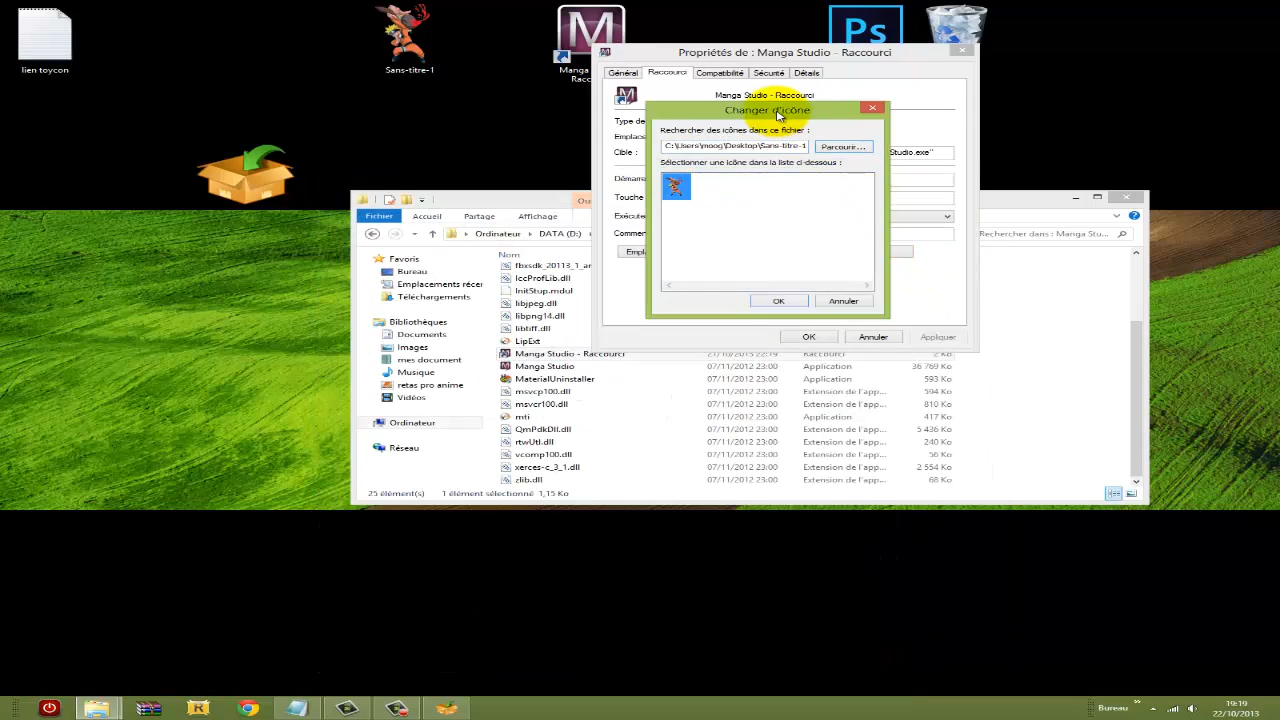 lien toycon
Sans-titre-1
Manga
Racc
Ps
Propriétés de : Manga Studio - Raccourci
Général Raccourci Compatibilité Sécurité Détails
Manga Studio - Raccourci
Type de
Emplace
Cible : Studio.exe"
Démarre
Touche
Exécute
Comme
Empl
OK Annuler Appliquer
Changer d'icône
Rechercher des icônes dans ce fichier :
C:\Users\moog\Desktop\Sans-titre-1 Parcourir...
Sélectionner une icône dans la liste ci-dessous :
OK Annuler
Ou
Fichier Accueil Partage Affichage
Ordinateur DATA (D:) Rechercher dans : Manga Stu...
Favoris
Bureau
Emplacements récen
Téléchargements
Bibliothèques
Documents
Images
mes document
Musique
retas pro anime
Vidéos
Ordinateur
Réseau
Nom
fbxsdk_20113_1_an
IccProfLib.dll
InitStup.mdul
libjpeg.dll
libpng14.dll
libtiff.dll
LipExt
Manga Studio - Raccourci 21/10/2013 22:19 Raccourci 2 Ko
Manga Studio 07/11/2012 23:00 Application 36 769 Ko
MaterialUninstaller 07/11/2012 23:00 Application 593 Ko
msvcp100.dll 07/11/2012 23:00 Extension de l'app... 594 Ko
msvcr100.dll 07/11/2012 23:00 Extension de l'app... 810 Ko
mti 07/11/2012 23:00 Application 417 Ko
QmPdkDll.dll 07/11/2012 23:00 Extension de l'app... 5 436 Ko
rtwUtl.dll 07/11/2012 23:00 Extension de l'app... 240 Ko
vcomp100.dll 07/11/2012 23:00 Extension de l'app... 56 Ko
xerces-c_3_1.dll 07/11/2012 23:00 Extension de l'app... 2 554 Ko
zlib.dll 07/11/2012 23:00 Extension de l'app... 68 Ko
25 élément(s) 1 élément sélectionné 1,15 Ko
Bureau
19:19
22/10/2013